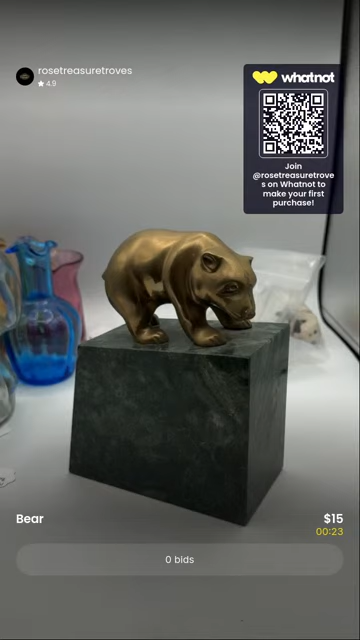 rosetreasuretroves
4.9
whatnot
Join
@rosetreasuretrove
s on Whatnot to
make your first
purchase!
Bear
$15
00:23
0 bids